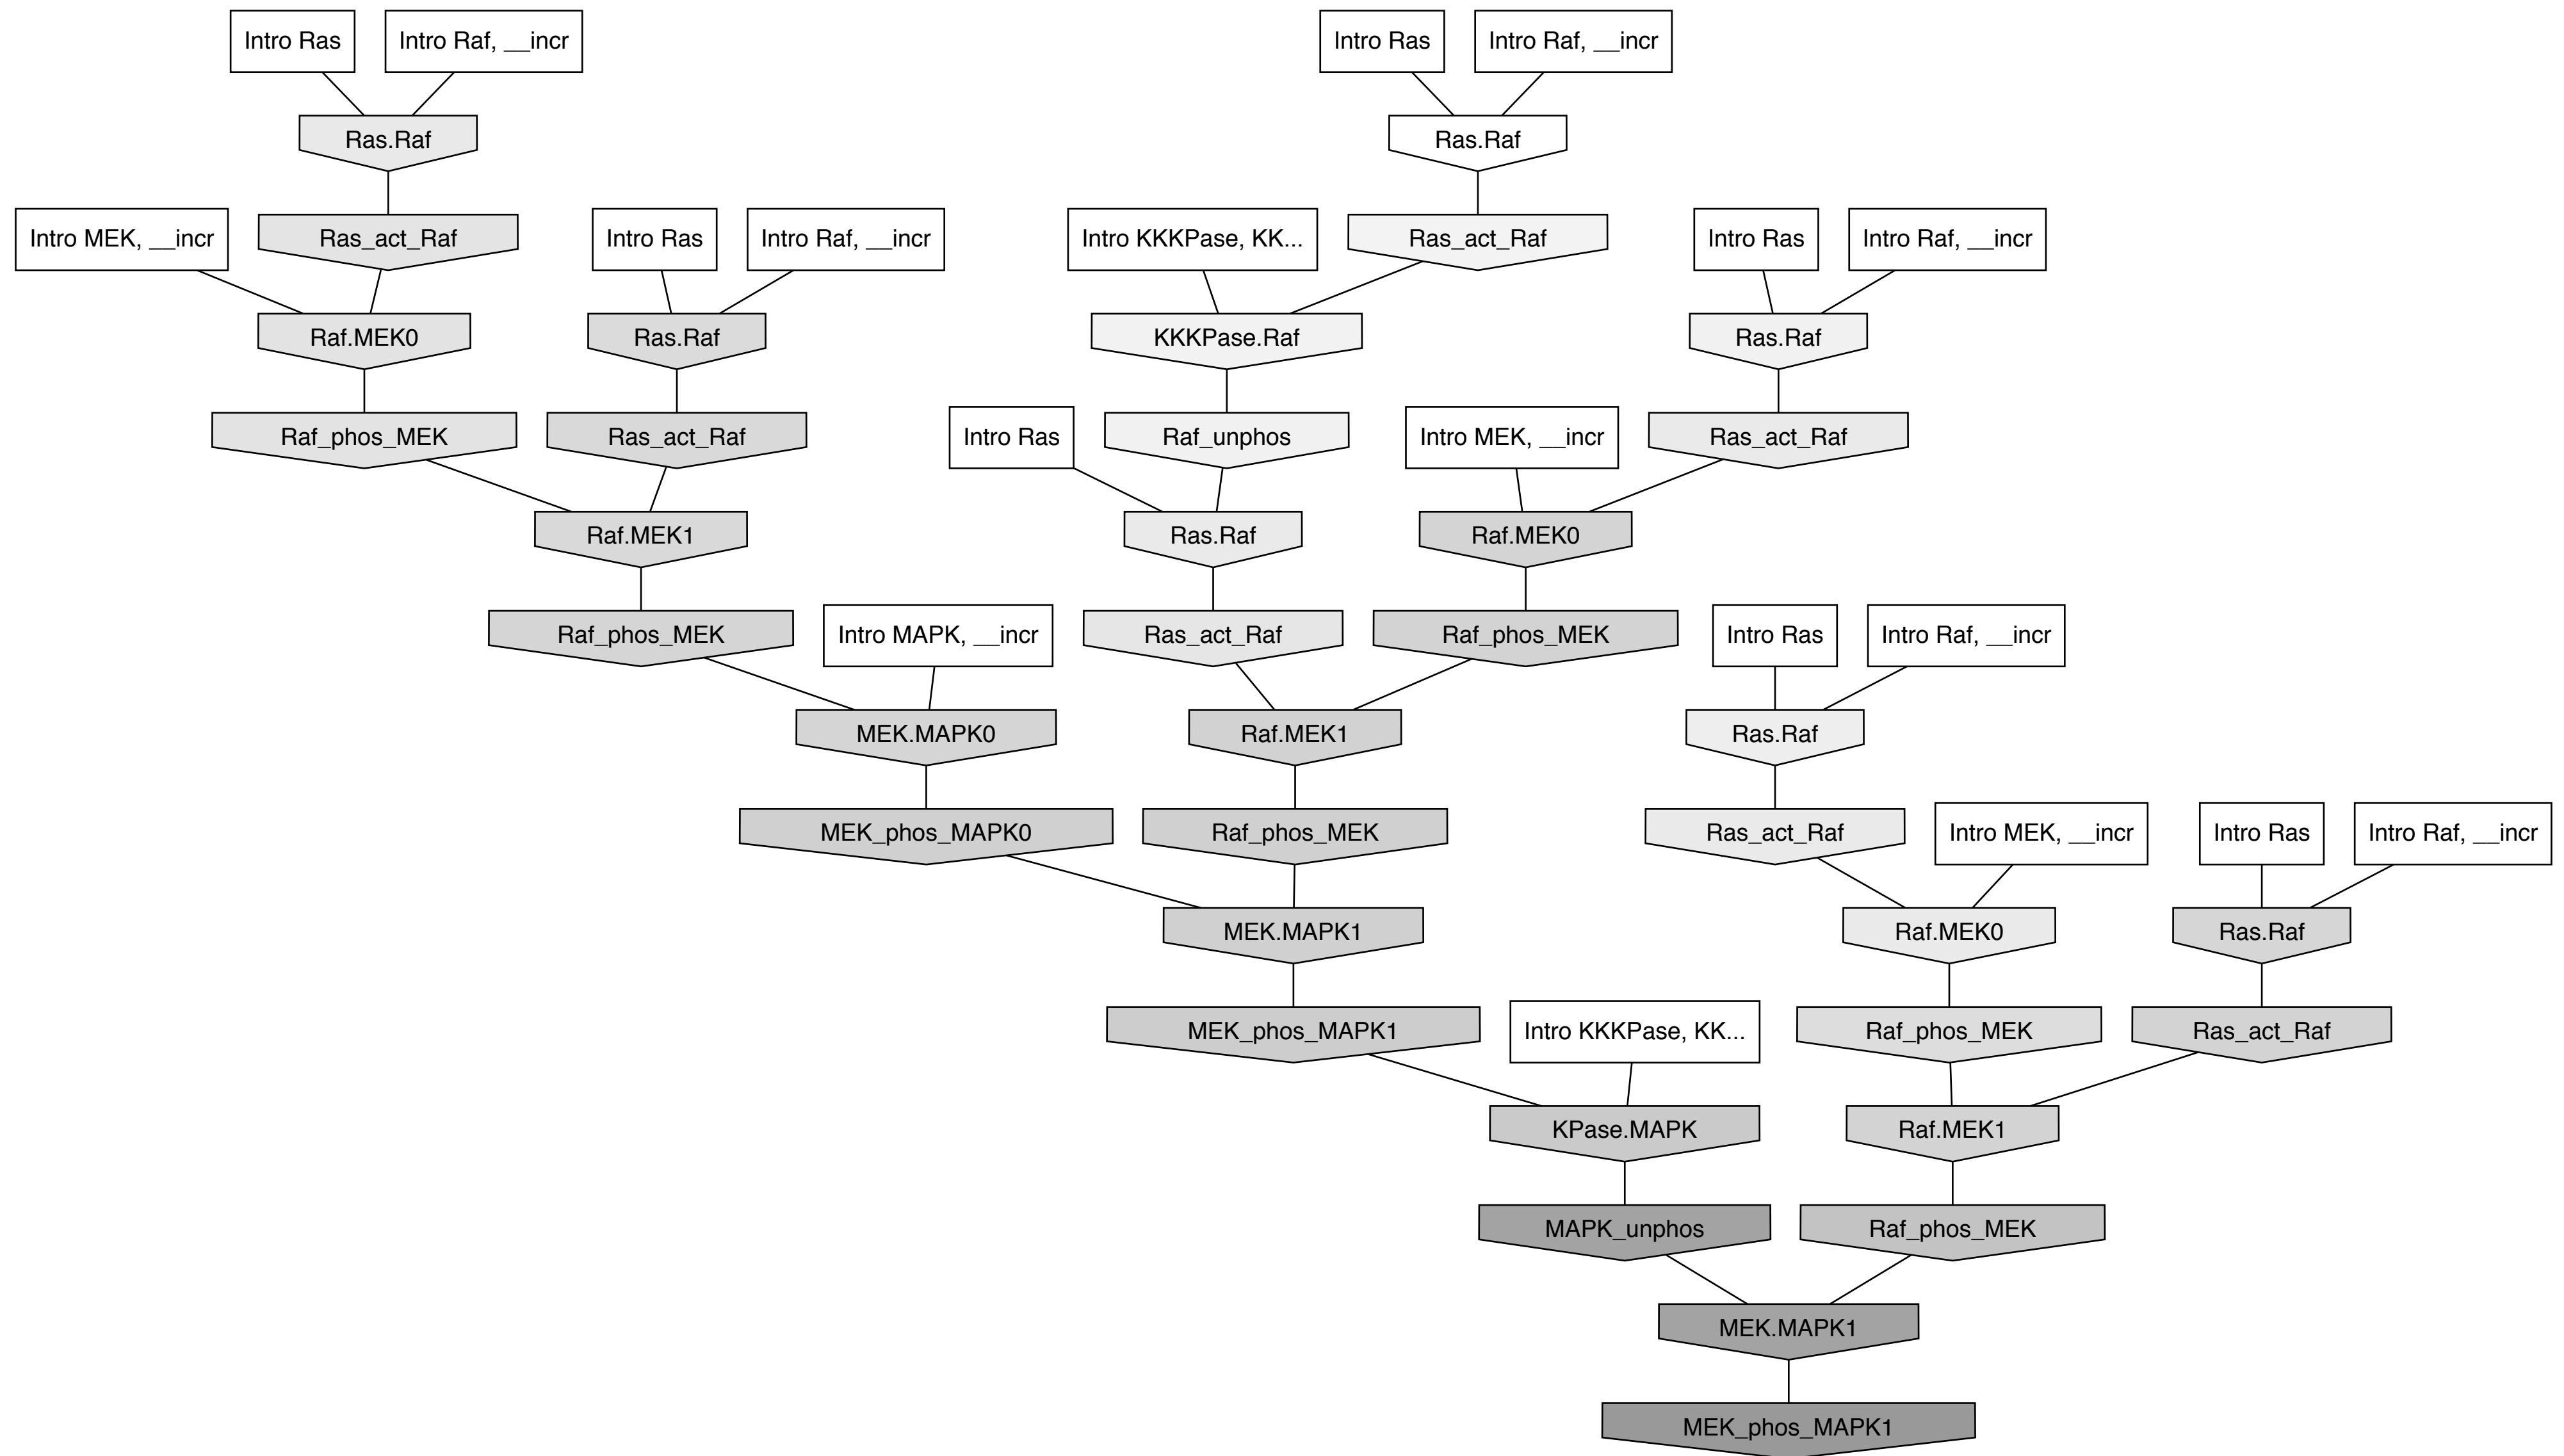 Intro Ras
Intro Raf, __incr
Intro Ras
Intro Raf, __incr
Ras.Raf
Ras.Raf
Intro MEK, __incr
Ras_act_Raf
Intro Ras
Intro Raf, __incr
Intro KKKPase, KK...
Ras_act_Raf
Intro Ras
Intro Raf, __incr
Raf.MEK0
Ras.Raf
KKKPase.Raf
Ras.Raf
Raf_phos_MEK
Ras_act_Raf
Intro Ras
Raf_unphos
Intro MEK, __incr
Ras_act_Raf
Raf.MEK1
Ras.Raf
Raf.MEK0
Raf_phos_MEK
Intro MAPK, __incr
Ras_act_Raf
Raf_phos_MEK
Intro Ras
Intro Raf, __incr
MEK.MAPK0
Raf.MEK1
Ras.Raf
MEK_phos_MAPK0
Raf_phos_MEK
Ras_act_Raf
Intro MEK, __incr
Intro Ras
Intro Raf, __incr
MEK.MAPK1
Raf.MEK0
Ras.Raf
MEK_phos_MAPK1
Intro KKKPase, KK...
Raf_phos_MEK
Ras_act_Raf
KPase.MAPK
Raf.MEK1
MAPK_unphos
Raf_phos_MEK
MEK.MAPK1
MEK_phos_MAPK1